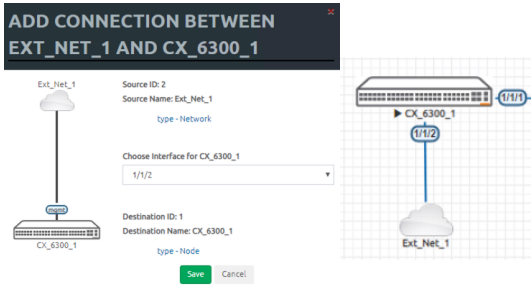 ADD CONNECTION BETWEEN
EXT_NET_1 AND CX_6300_1
×
Ext_Net_1
Source ID: 2
Source Name: Ext_Net_1
type - Network
Choose Interface for CX_6300_1
1/1/2
mgmt
CX_6300_1
Destination ID: 1
Destination Name: CX_6300_1
type - Node
Save
Cancel
1/1/1
CX_6300_1
1/1/2
Ext_Net_1